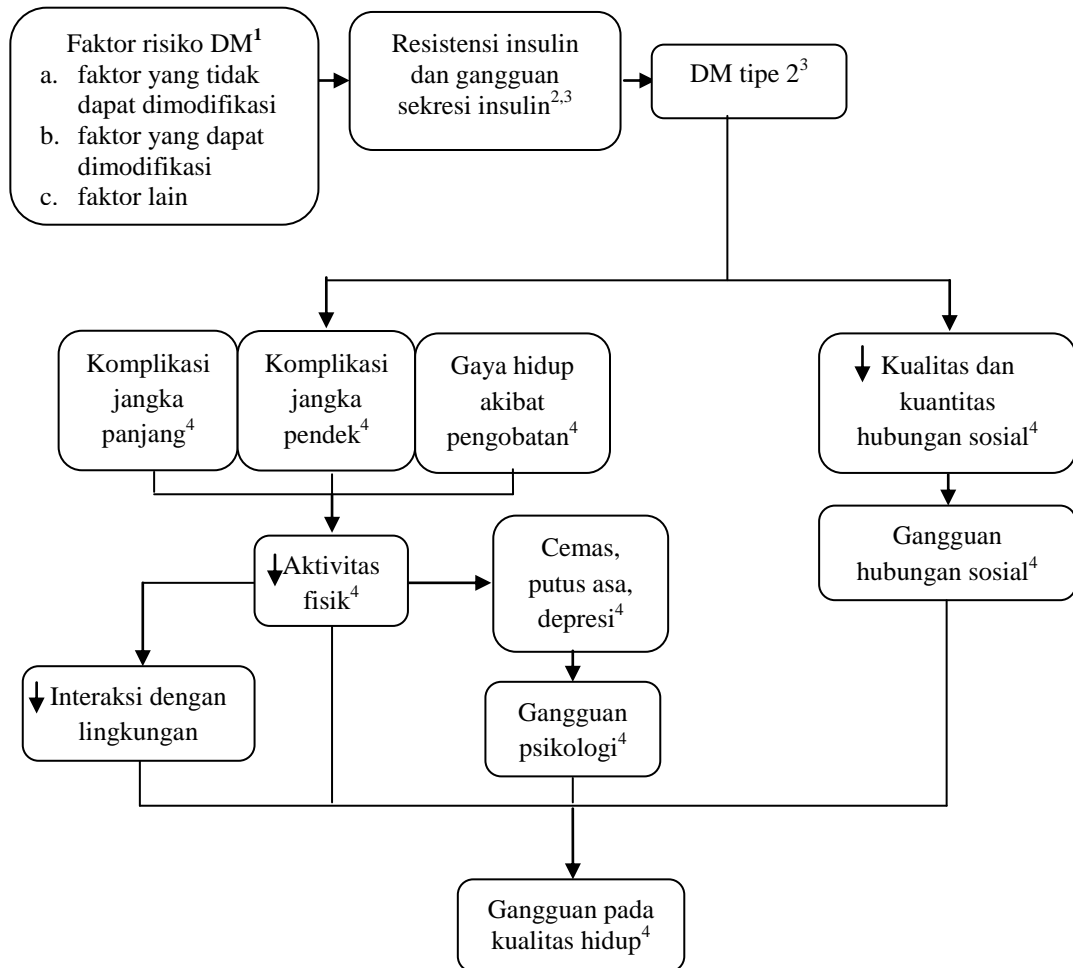 Faktor risiko DM¹
a. faktor yang tidak
dapat dimodifikasi
b. faktor yang dapat
dimodifikasi
c. faktor lain
Resistensi insulin
dan gangguan
sekresi insulin²,³
DM tipe 2³
Komplikasi
jangka
panjang⁴
Komplikasi
jangka
pendek⁴
Gaya hidup
akibat
pengobatan⁴
↓ Kualitas dan
kuantitas
hubungan sosial⁴
Gangguan
hubungan sosial⁴
↓Aktivitas
fisik⁴
Cemas,
putus asa,
depresi⁴
↓ Interaksi dengan
lingkungan
Gangguan
psikologi⁴
Gangguan pada
kualitas hidup⁴